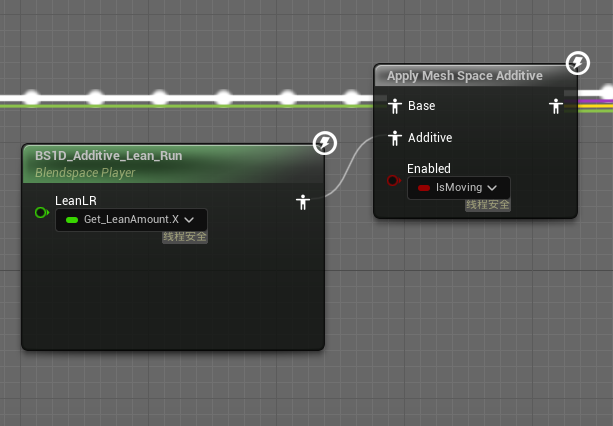 Apply Mesh Space Additive
Base
Additive
Enabled
IsMoving
线程安全
BS1D_Additive_Lean_Run
Blendspace Player
LeanLR
Get_LeanAmount.X
线程安全